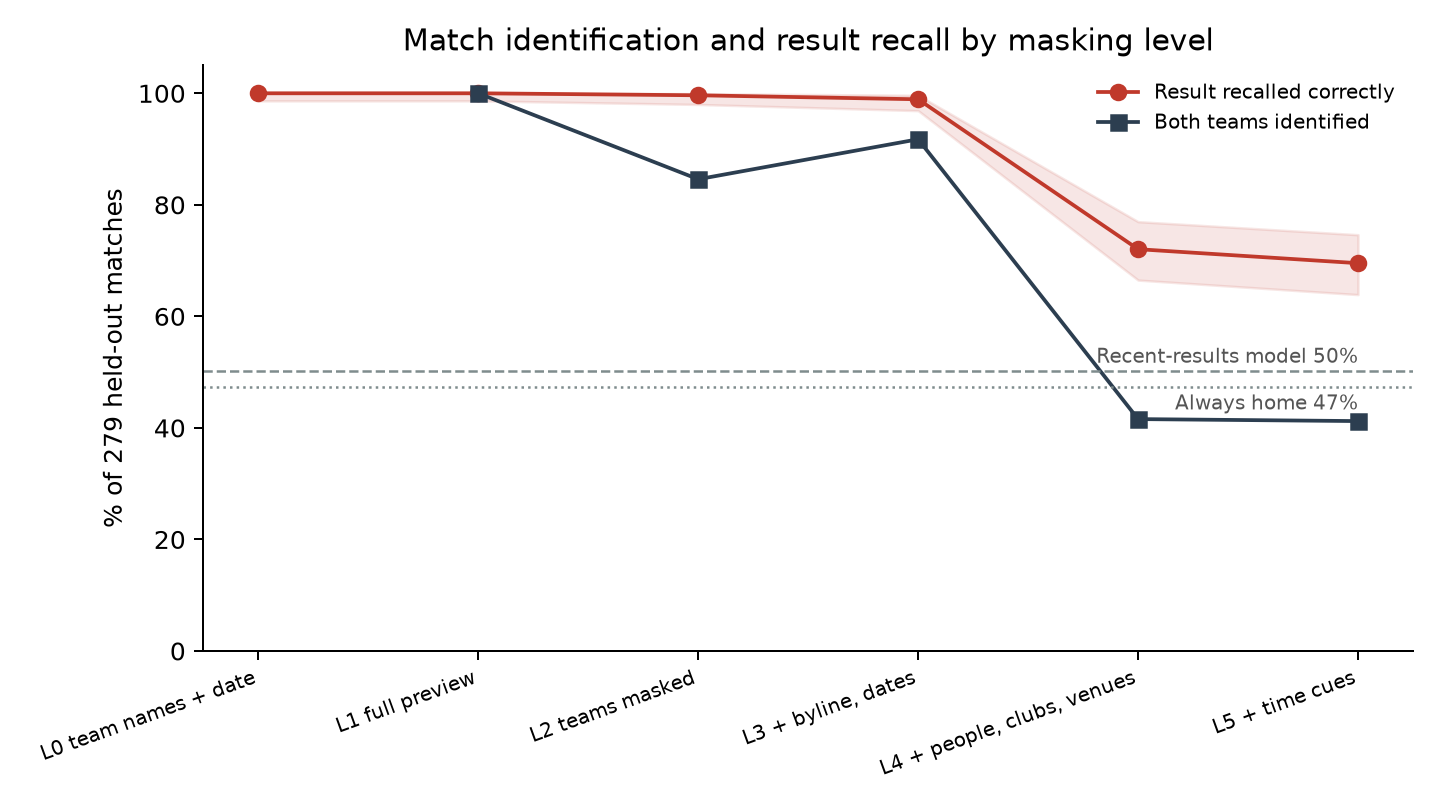 Match identification and result recall by masking level
% of 279 held-out matches
100
80
60
40
20
0
Result recalled correctly
Both teams identified
Recent-results model 50%
Always home 47%
L0 team names + date
L1 full preview
L2 teams masked
L3 + byline, dates
L4 + people, clubs, venues
L5 + time cues